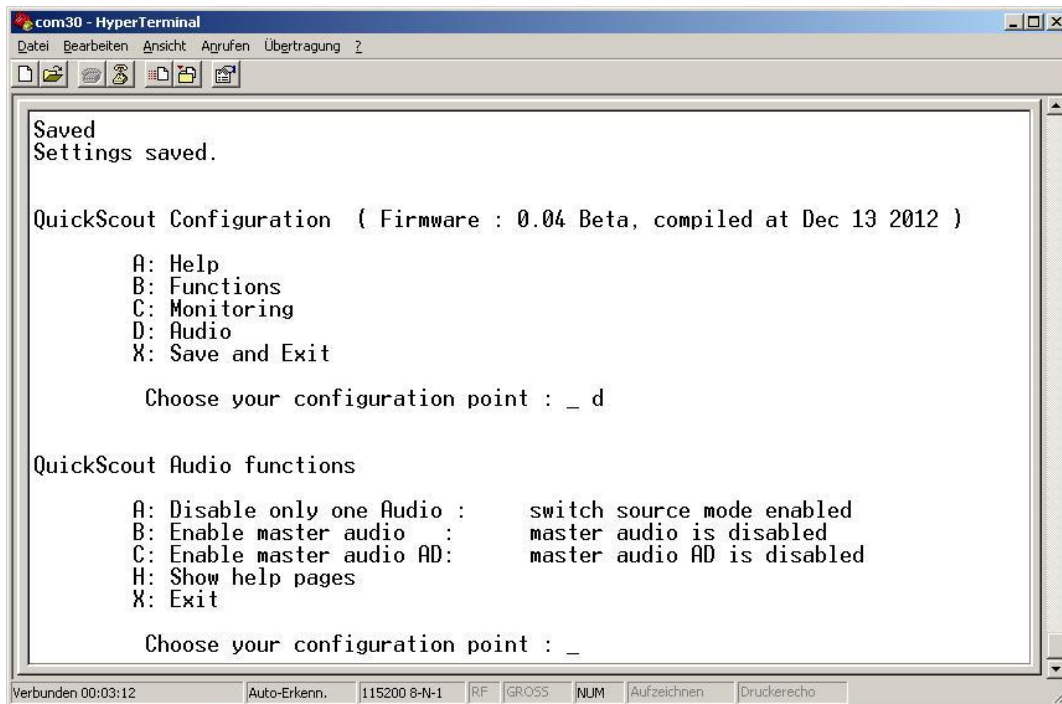 com30 - HyperTerminal
Datei Bearbeiten Ansicht Anrufen Übertragung ?
Saved
Settings saved.
QuickScout Configuration ( Firmware : 0.04 Beta, compiled at Dec 13 2012 )
A: Help
B: Functions
C: Monitoring
D: Audio
X: Save and Exit
Choose your configuration point : _ d
QuickScout Audio functions
A: Disable only one Audio : switch source mode enabled
B: Enable master audio : master audio is disabled
C: Enable master audio AD: master audio AD is disabled
H: Show help pages
X: Exit
Choose your configuration point : _
Verbunden 00:03:12 Auto-Erkenn. 115200 8-N-1 RF GROSS NUM Aufzeichnen Druckerecho